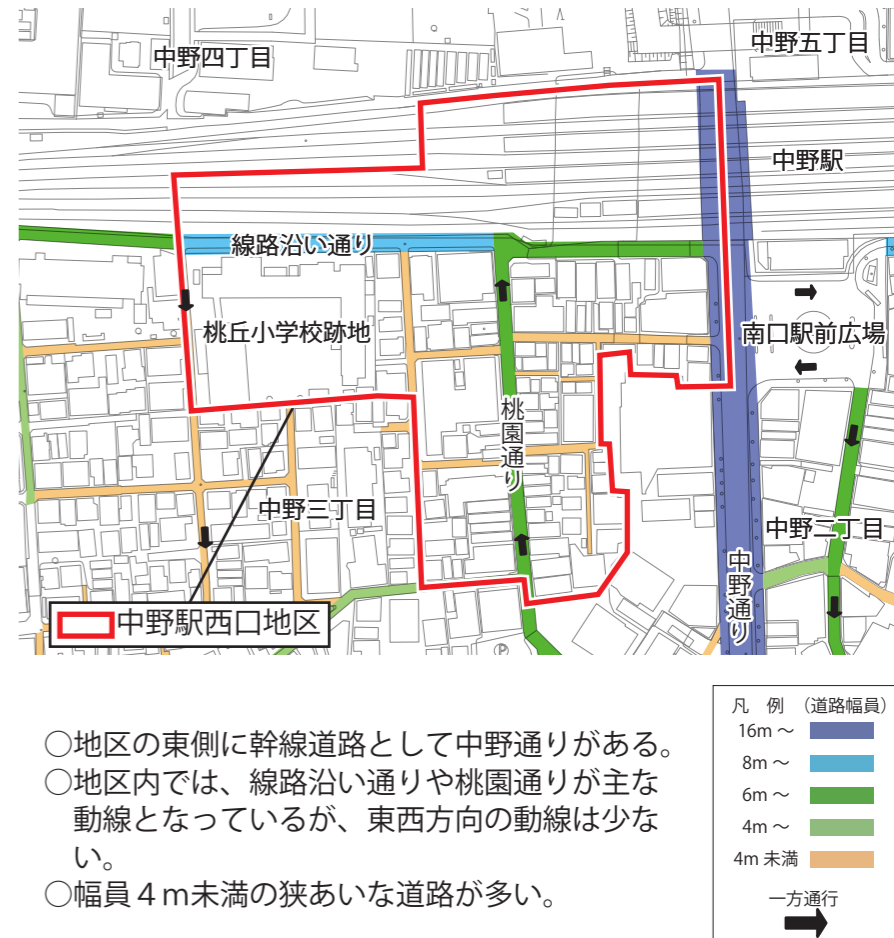 中野四丁目
中野五丁目
中野駅
線路沿い通り
桃丘小学校跡地
南口駅前広場
桃園通り
中野三丁目
中野二丁目
中野通り
中野駅西口地区
P
○地区の東側に幹線道路として中野通りがある。
○地区内では、線路沿い通りや桃園通りが主な
動線となっているが、東西方向の動線は少な
い。
○幅員４ｍ未満の狭あいな道路が多い。
凡　例　（道路幅員）
16m ～
8m ～
6m ～
4m ～
4m 未満
一方通行